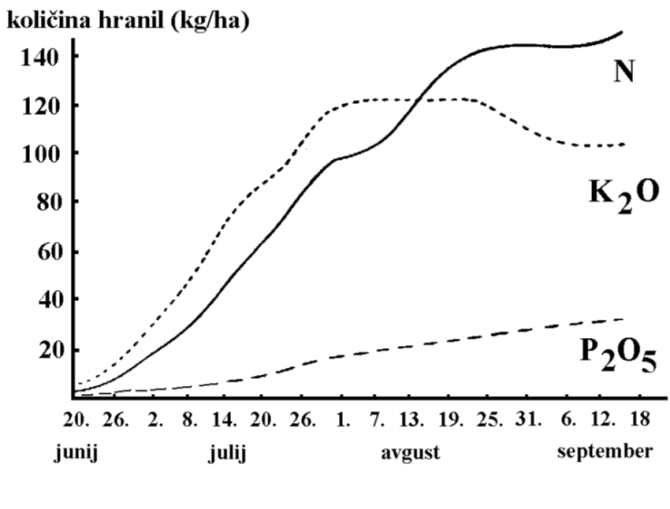 količina hranil (kg/ha)
140
120
100
80
60
40
20
N
K₂O
P₂O₅
20. 26. 2. 8. 14. 20. 26. 1. 7. 13. 19. 25. 31. 6. 12. 18
junij julij avgust september